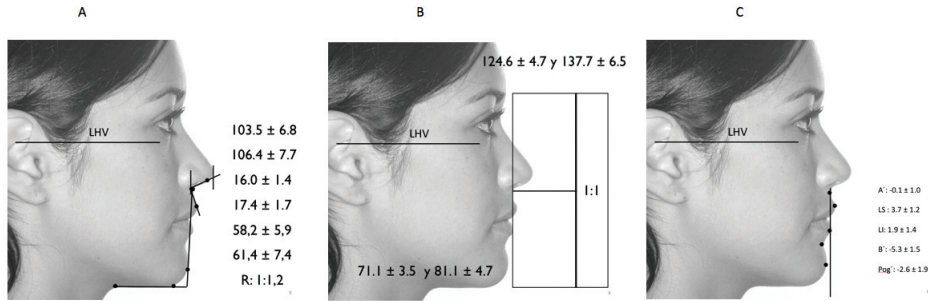 A
LHV
103.5 ± 6.8
106.4 ± 7.7
16.0 ± 1.4
17.4 ± 1.7
58,2 ± 5,9
61,4 ± 7,4
R: 1:1,2
B
124.6 ± 4.7 y 137.7 ± 6.5
LHV
1:1
71.1 ± 3.5 y 81.1 ± 4.7
C
LHV
A´: -0.1 ± 1.0
LS : 3.7 ± 1.2
LI: 1.9 ± 1.4
B´: -5.3 ± 1.5
Pog´: -2.6 ± 1.9